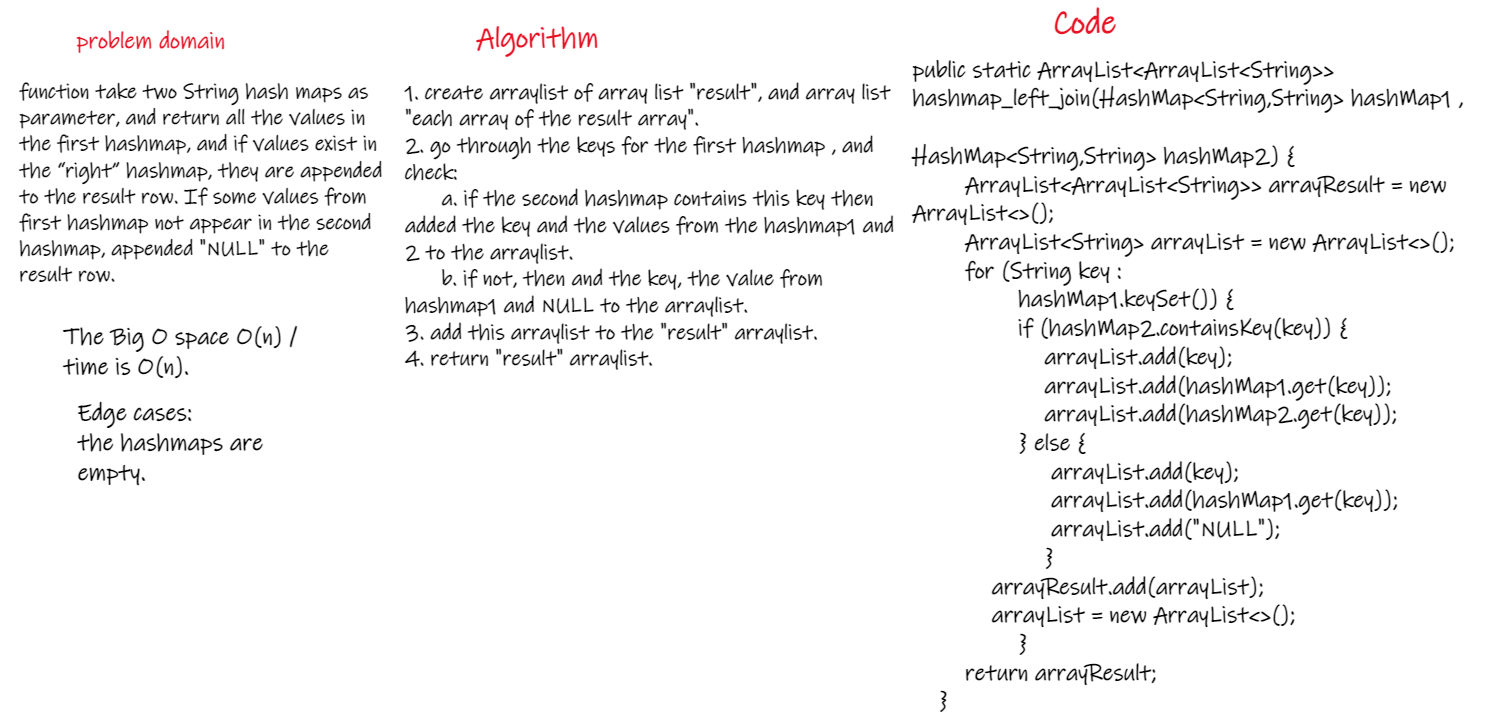 problem domain
function take two String hash maps as
parameter, and return all the values in
the first hashmap, and if values exist in
the “right” hashmap, they are appended
to the result row. If some values from
first hashmap not appear in the second
hashmap, appended "NULL" to the
result row.
The Big O space O(n) /
time is O(n).
Edge cases:
the hashmaps are
empty.
Algorithm
1. create arraylist of array list "result", and array list
"each array of the result array".
2. go through the keys for the first hashmap , and
check:
a. if the second hashmap contains this key then
added the key and the values from the hashmap1 and
2 to the arraylist.
b. if not, then and the key, the value from
hashmap1 and NULL to the arraylist.
3. add this arraylist to the "result" arraylist.
4. return "result" arraylist.
Code
public static ArrayList<ArrayList<String>>
hashmap_left_join(HashMap<String,String> hashMap1 ,
HashMap<String,String> hashMap2) {
ArrayList<ArrayList<String>> arrayResult = new
ArrayList<>();
ArrayList<String> arrayList = new ArrayList<>();
for (String key :
hashMap1.keySet()) {
if (hashMap2.containsKey(key)) {
arrayList.add(key);
arrayList.add(hashMap1.get(key));
arrayList.add(hashMap2.get(key));
} else {
arrayList.add(key);
arrayList.add(hashMap1.get(key));
arrayList.add("NULL");
}
arrayResult.add(arrayList);
arrayList = new ArrayList<>();
}
return arrayResult;
}